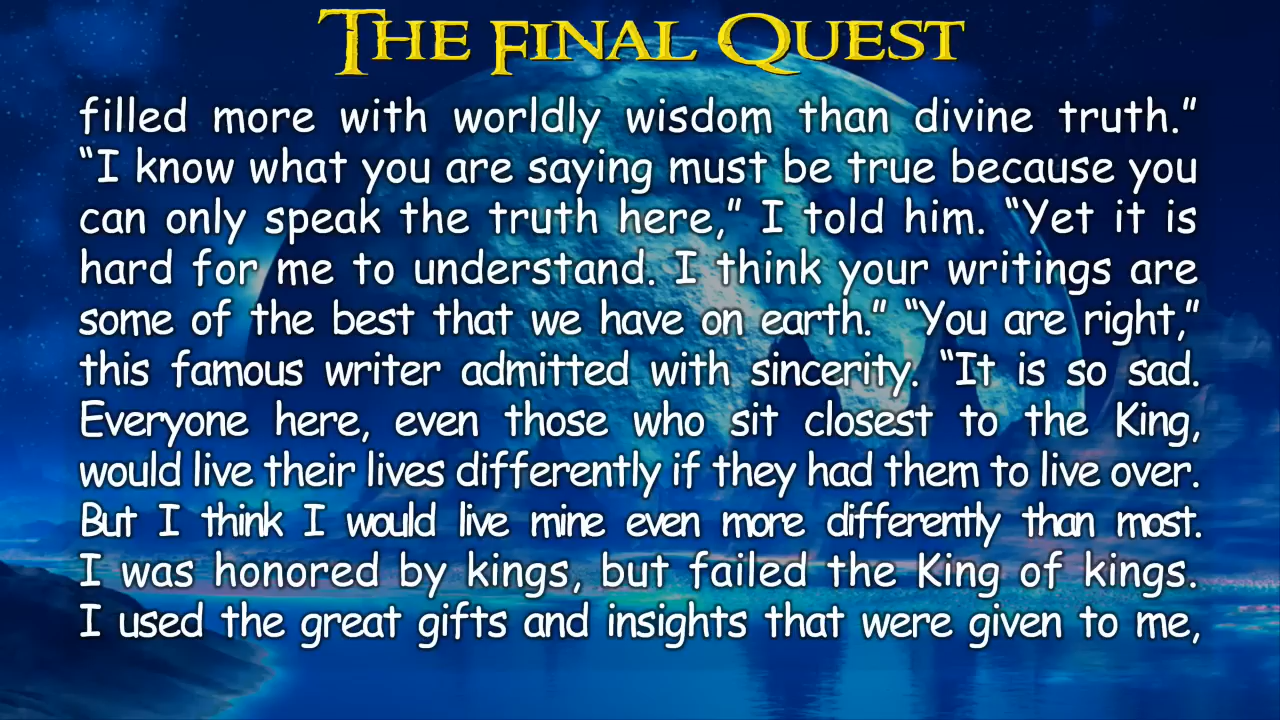 THE FINAL QUEST
filled more with worldly wisdom than divine truth.”
“I know what you are saying must be true because you
can only speak the truth here,” I told him. “Yet it is
hard for me to understand. I think your writings are
some of the best that we have on earth.” “You are right,”
this famous writer admitted with sincerity. “It is so sad.
Everyone here, even those who sit closest to the King,
would live their lives differently if they had them to live over.
But I think I would live mine even more differently than most.
I was honored by kings, but failed the King of kings.
I used the great gifts and insights that were given to me,